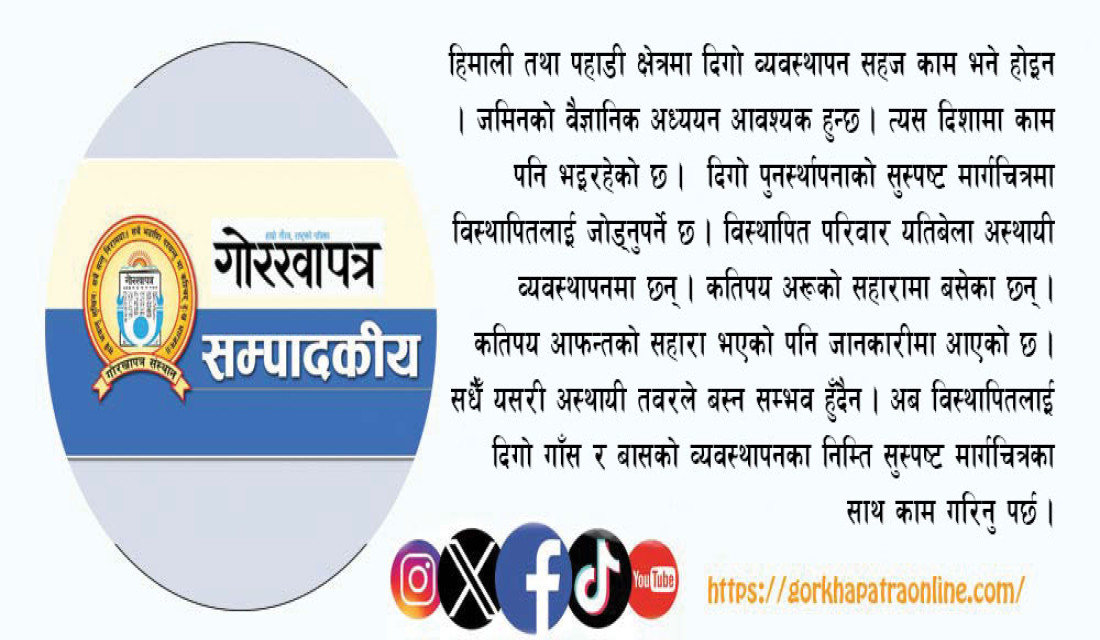 हिमाली तथा पहाडी क्षेत्रमा दिगो व्यवस्थापन सहज काम भने होइन
। जमिनको वैज्ञानिक अध्ययन आवश्यक हुन्छ । त्यस दिशामा काम
पनि भइरहेको छ । दिगो पुनर्स्थापनाको सुस्पष्ट मार्गचित्रमा
विस्थापितलाई जोड्नुपर्ने छ । विस्थापित परिवार यतिबेला अस्थायी
व्यवस्थापनमा छन् । कतिपय अरूको सहारामा बसेका छन् ।
कतिपय आफन्तको सहारा भएको पनि जानकारीमा आएको छ ।
सधैँ यसरी अस्थायी तवरले बस्न सम्भव हुँदैन । अब विस्थापितलाई
दिगो गाँस र बासको व्यवस्थापनका निम्ति सुस्पष्ट मार्गचित्रका
साथ काम गरिनु पर्छ ।
गोरखापत्र
सम्पादकीय
गोरखापत्र
गोरखापत्र संस्थान
YouTube
https://gorkhapatraonline.com/